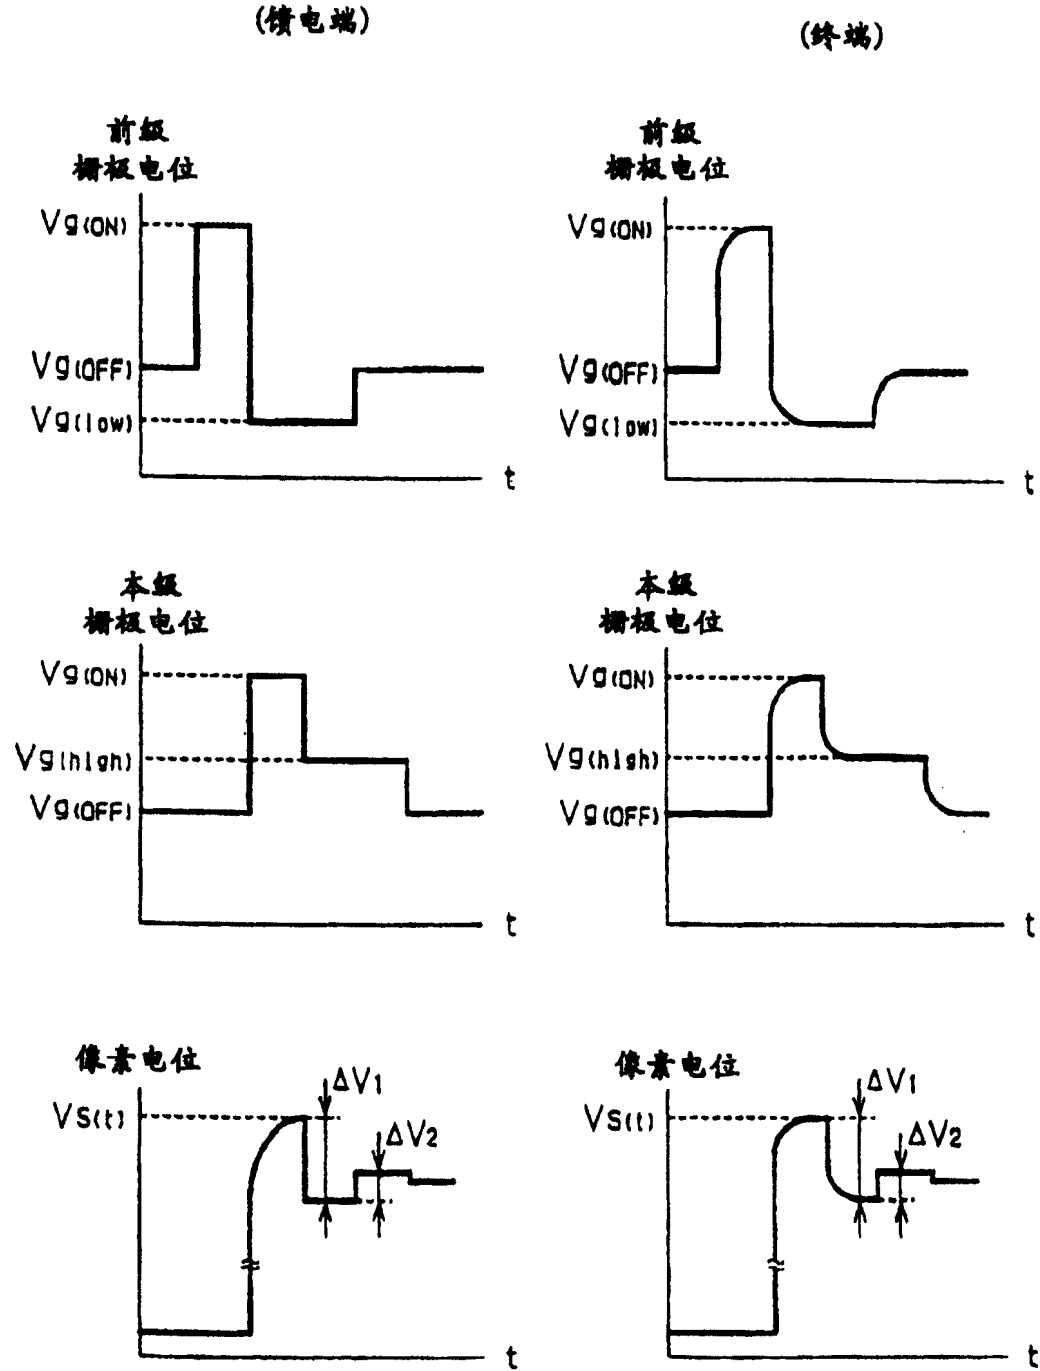 (馈电端)
(终端)
前级
栅极电位
Vg(ON)
Vg(OFF)
Vg(low)
t
前级
栅极电位
Vg(ON)
Vg(OFF)
Vg(low)
t
本级
栅极电位
Vg(ON)
Vg(high)
Vg(OFF)
t
本级
栅极电位
Vg(ON)
Vg(high)
Vg(OFF)
t
像素电位
VS(t)
ΔV1
ΔV2
t
像素电位
VS(t)
ΔV1
ΔV2
t